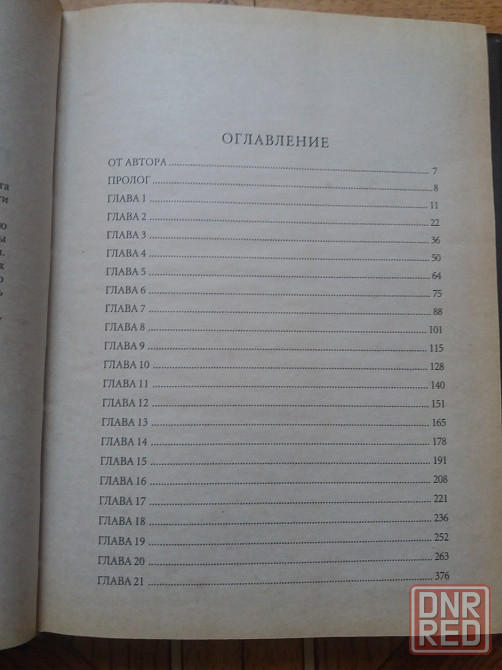 ОГЛАВЛЕНИЕ
ОТ АВТОРА 7
ПРОЛОГ 8
ГЛАВА 1 11
ГЛАВА 2 22
ГЛАВА 3 36
ГЛАВА 4 50
ГЛАВА 5 64
ГЛАВА 6 75
ГЛАВА 7 88
ГЛАВА 8 101
ГЛАВА 9 115
ГЛАВА 10 128
ГЛАВА 11 140
ГЛАВА 12 151
ГЛАВА 13 165
ГЛАВА 14 178
ГЛАВА 15 191
ГЛАВА 16 208
ГЛАВА 17 221
ГЛАВА 18 236
ГЛАВА 19 252
ГЛАВА 20 263
ГЛАВА 21 376
DNR
RED